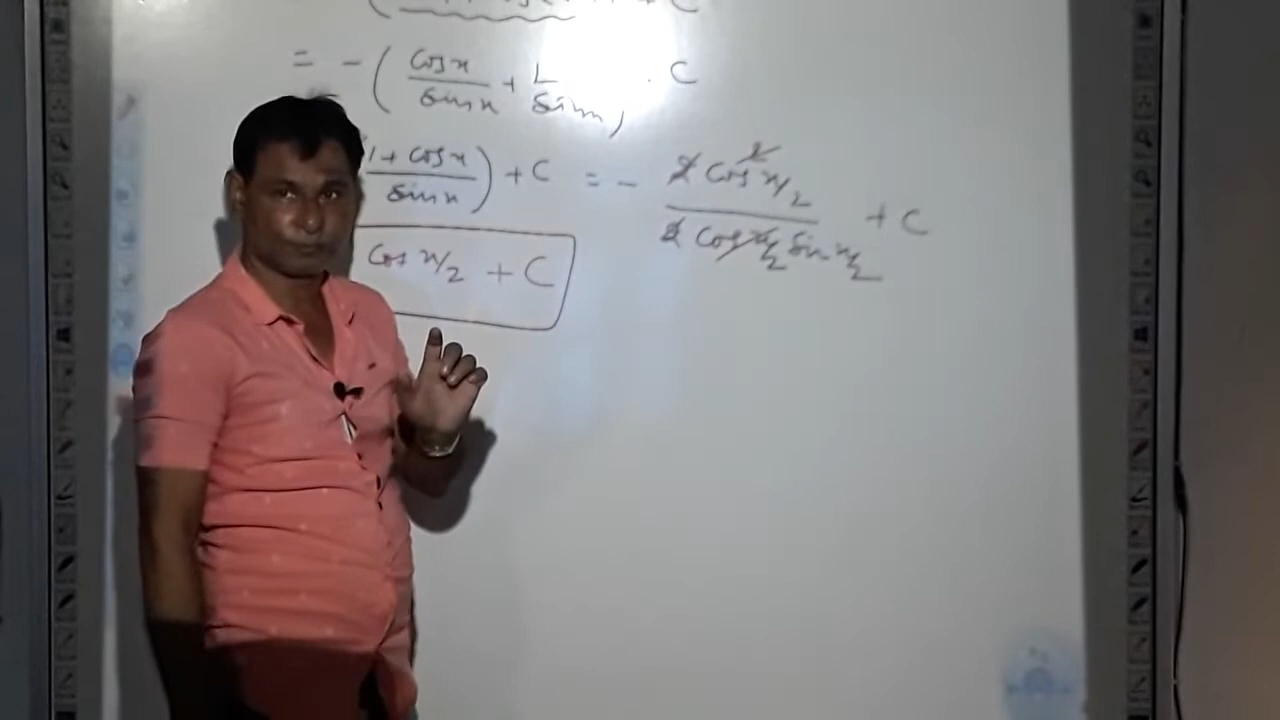 + C
= - ( cos x / sin x + 1 / sin x ) + C
1 + cos x / sin x ) + C = - 2 cos² x/2 / 2 cos x/2 sin x/2 + C
cos x/2 + C